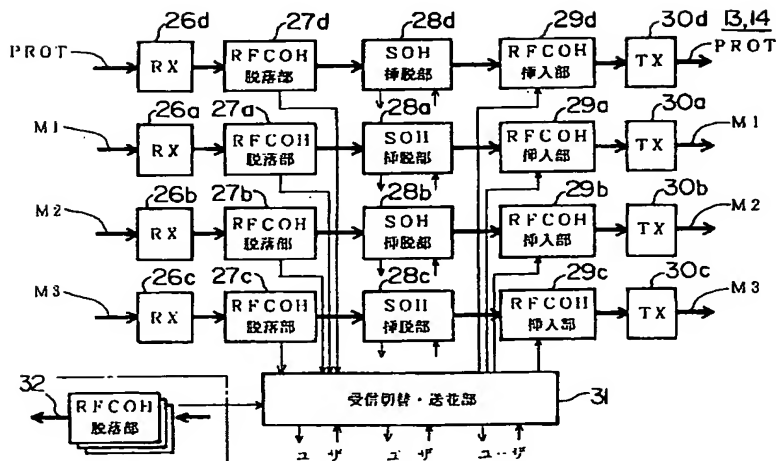 26d 27d 28d 29d 30d 13,14
PROT RX RFCOH 脱落部 SOH 挿脱部 RFCOH 挿入部 TX PROT
26a 27a 28a 29a 30a
M1 RX RFCOH 脱落部 SOH 挿脱部 RFCOH 挿入部 TX M1
26b 27b 28b 29b 30b
M2 RX RFCOH 脱落部 SOH 挿脱部 RFCOH 挿入部 TX M2
26c 27c 28c 29c 30c
M3 RX RFCOH 脱落部 SOH 挿脱部 RFCOH 挿入部 TX M3
32 RFCOH 脱落部
受信切替・送花部 31
ユーザ ユーザ ユーザ